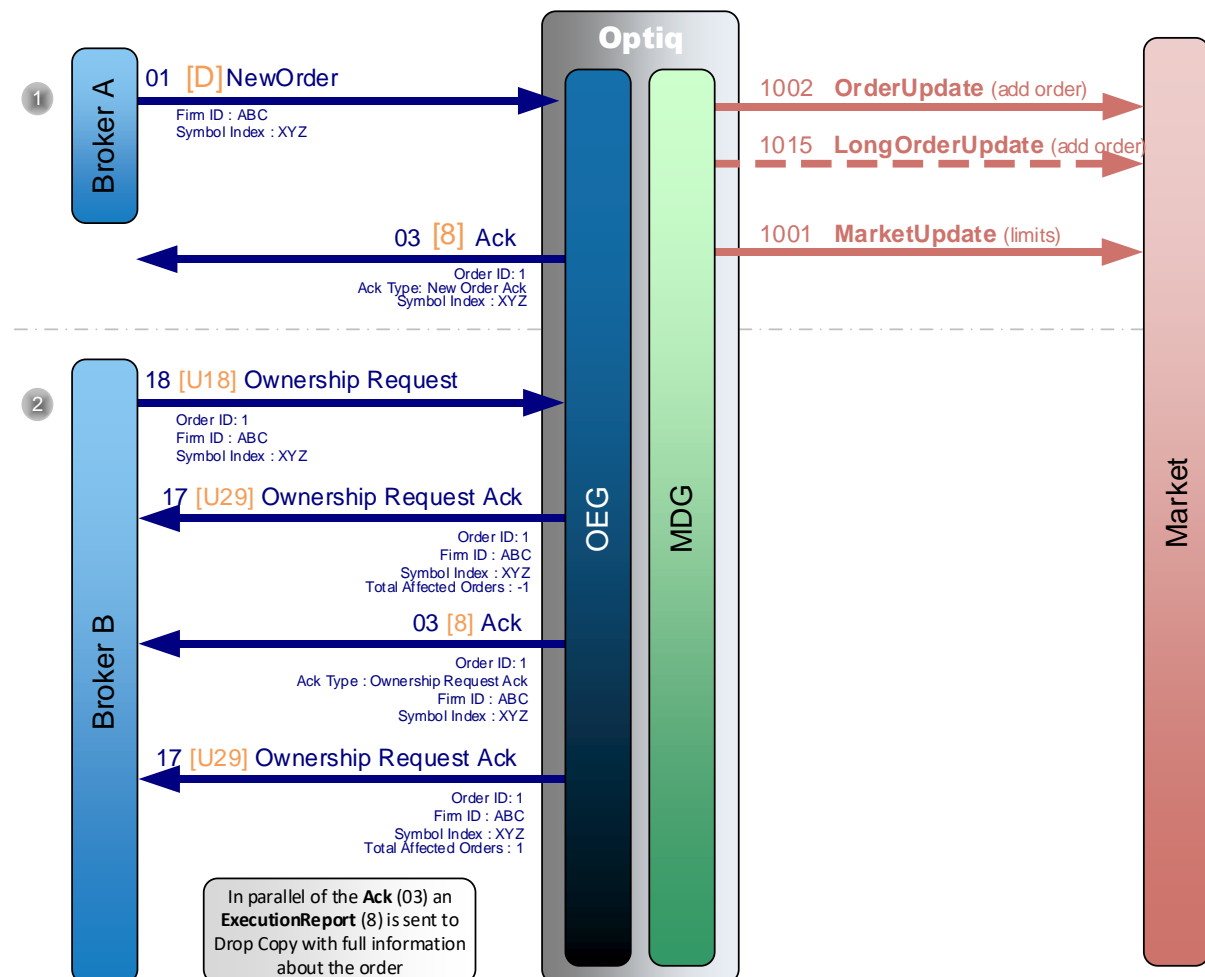 Optiq
1
Broker A
01 [D] NewOrder
Firm ID : ABC
Symbol Index : XYZ
1002 OrderUpdate (add order)
1015 LongOrderUpdate (add order)
03 [8] Ack
Order ID: 1
Ack Type: New Order Ack
Symbol Index : XYZ
1001 MarketUpdate (limits)
2
Broker B
18 [U18] Ownership Request
Order ID: 1
Firm ID : ABC
Symbol Index : XYZ
17 [U29] Ownership Request Ack
Order ID: 1
Firm ID : ABC
Symbol Index : XYZ
Total Affected Orders : -1
03 [8] Ack
Order ID: 1
Ack Type : Ownership Request Ack
Firm ID : ABC
Symbol Index : XYZ
17 [U29] Ownership Request Ack
Order ID: 1
Firm ID : ABC
Symbol Index : XYZ
Total Affected Orders : 1
OEG
MDG
Market
In parallel of the Ack (03) an
ExecutionReport (8) is sent to
Drop Copy with full information
about the order